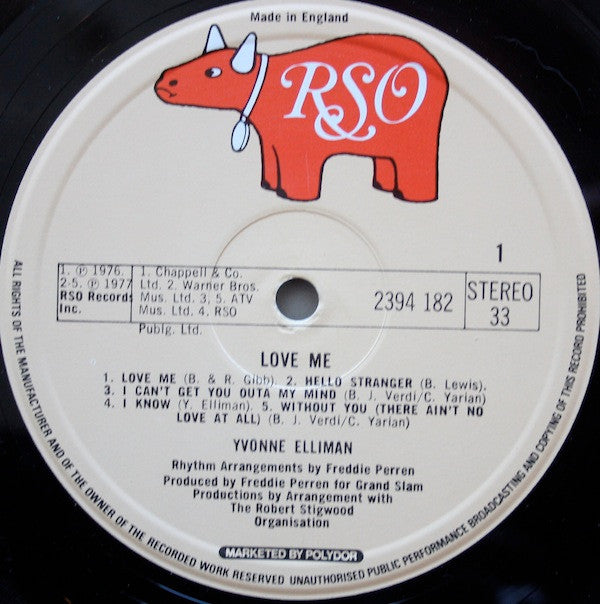 Made in England
RSO
1
1. ℗ 1976.
2-5. ℗ 1977
RSO Records
Inc.
1. Chappell & Co.
Ltd. 2. Warner Bros.
Mus. Ltd. 3, 5. ATV
Mus. Ltd. 4. RSO
Publg. Ltd.
2394 182
STEREO
33
LOVE ME
1. LOVE ME (B. & R. Gibb). 2. HELLO STRANGER (B. Lewis).
3. I CAN'T GET YOU OUTA MY MIND (B. J. Verdi/C. Yarian)
4. I KNOW (Y. Elliman). 5. WITHOUT YOU (THERE AIN'T NO
LOVE AT ALL) (B. J. Verdi/C. Yarian)
YVONNE ELLIMAN
Rhythm Arrangements by Freddie Perren
Produced by Freddie Perren for Grand Slam
Productions by Arrangement with
The Robert Stigwood
Organisation
MARKETED BY POLYDOR
ALL RIGHTS OF THE MANUFACTURER AND OF THE OWNER OF THE RECORDED WORK RESERVED UNAUTHORISED PUBLIC PERFORMANCE BROADCASTING AND COPYING OF THIS RECORD PROHIBITED